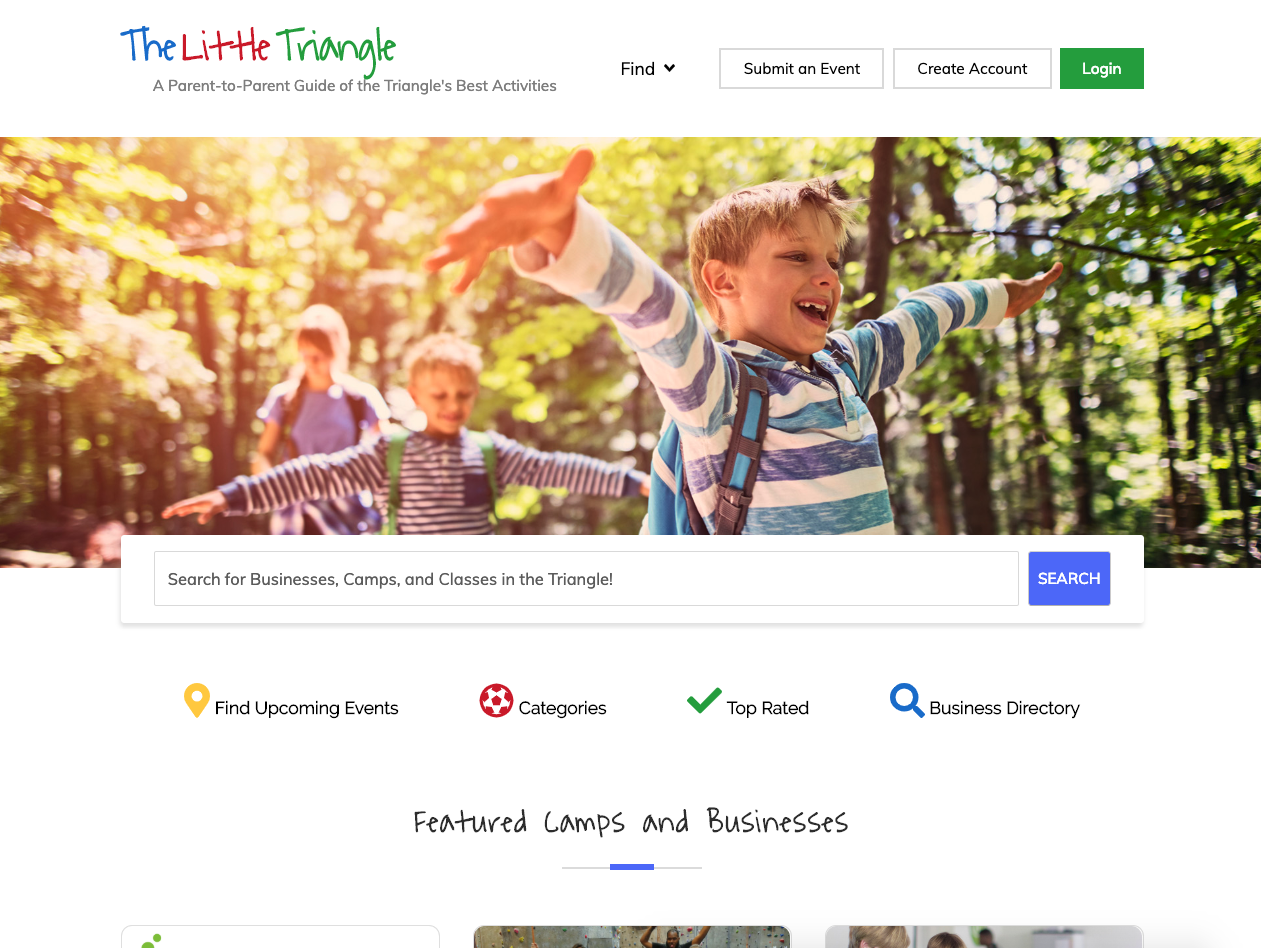 The Little Triangle
A Parent-to-Parent Guide of the Triangle's Best Activities
Find
Submit an Event
Create Account
Login
Search for Businesses, Camps, and Classes in the Triangle!
SEARCH
Find Upcoming Events
Categories
Top Rated
Business Directory
Featured Camps and Businesses